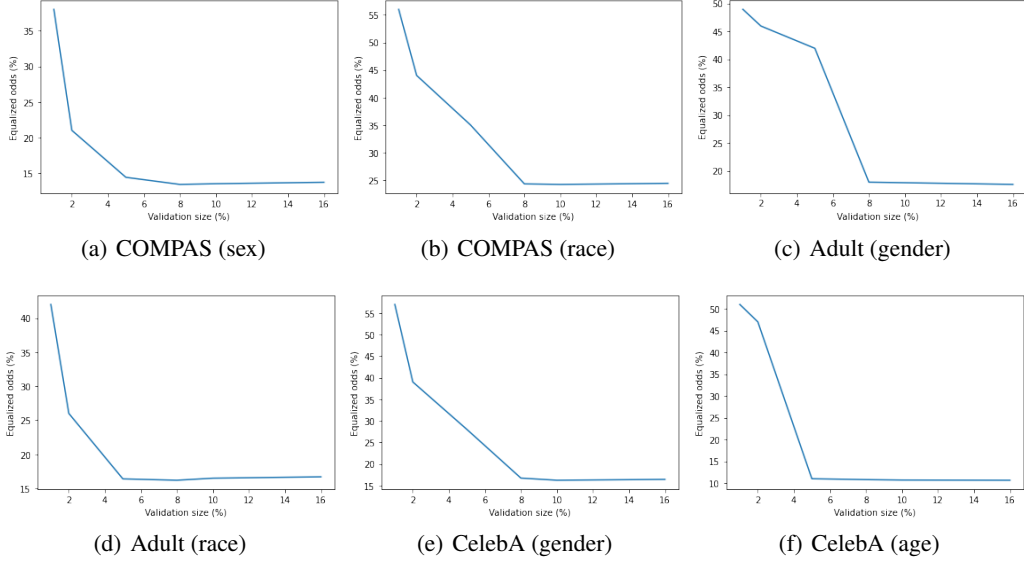 35
30
25
20
15
Equalized odds (%)
2 4 6 8 10 12 14 16
Validation size (%)
(a) COMPAS (sex)
55
50
45
40
35
30
25
Equalized odds (%)
2 4 6 8 10 12 14 16
Validation size (%)
(b) COMPAS (race)
50
45
40
35
30
25
20
Equalized odds (%)
2 4 6 8 10 12 14 16
Validation size (%)
(c) Adult (gender)
40
35
30
25
20
15
Equalized odds (%)
2 4 6 8 10 12 14 16
Validation size (%)
(d) Adult (race)
55
50
45
40
35
30
25
20
15
Equalized odds (%)
2 4 6 8 10 12 14 16
Validation size (%)
(e) CelebA (gender)
50
45
40
35
30
25
20
15
10
Equalized odds (%)
2 4 6 8 10 12 14 16
Validation size (%)
(f) CelebA (age)